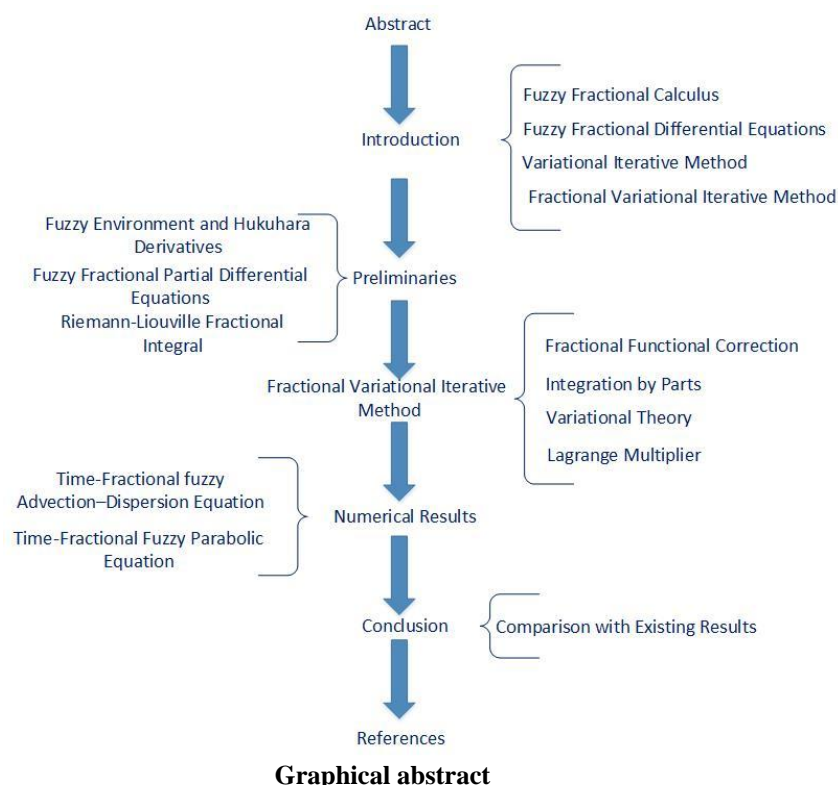 Abstract
Introduction
Fuzzy Fractional Calculus
Fuzzy Fractional Differential Equations
Variational Iterative Method
Fractional Variational Iterative Method
Fuzzy Environment and Hukuhara
Derivatives
Fuzzy Fractional Partial Differential
Equations
Riemann-Liouville Fractional
Integral
Preliminaries
Fractional Variational Iterative
Method
Fractional Functional Correction
Integration by Parts
Variational Theory
Lagrange Multiplier
Time-Fractional fuzzy
Advection–Dispersion Equation
Time-Fractional Fuzzy Parabolic
Equation
Numerical Results
Conclusion
Comparison with Existing Results
References
Graphical abstract